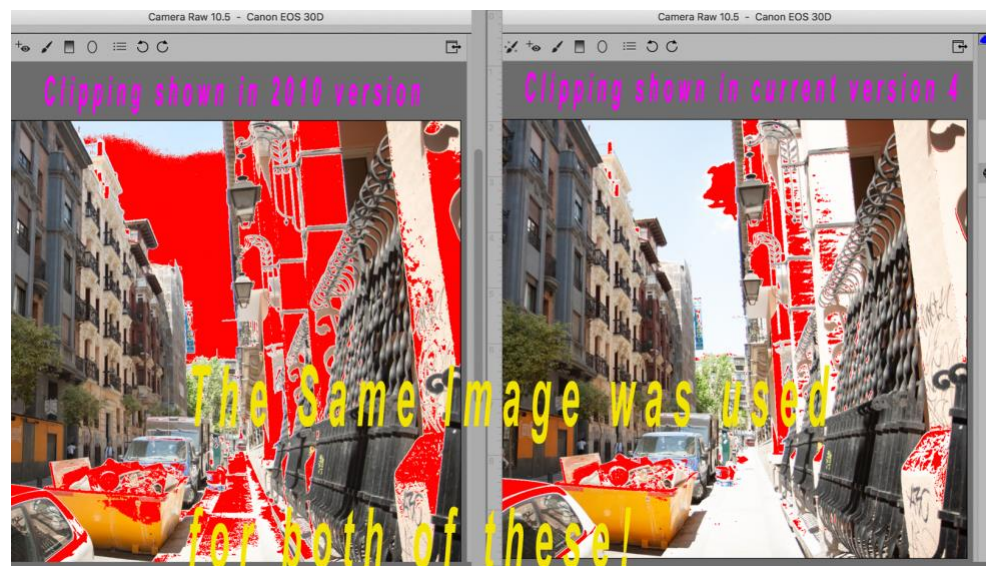 Camera Raw 10.5 - Canon EOS 30D
Camera Raw 10.5 - Canon EOS 30D
Clipping shown in 2010 version
Clipping shown in current version 4
The Same Image was used
for both of these!